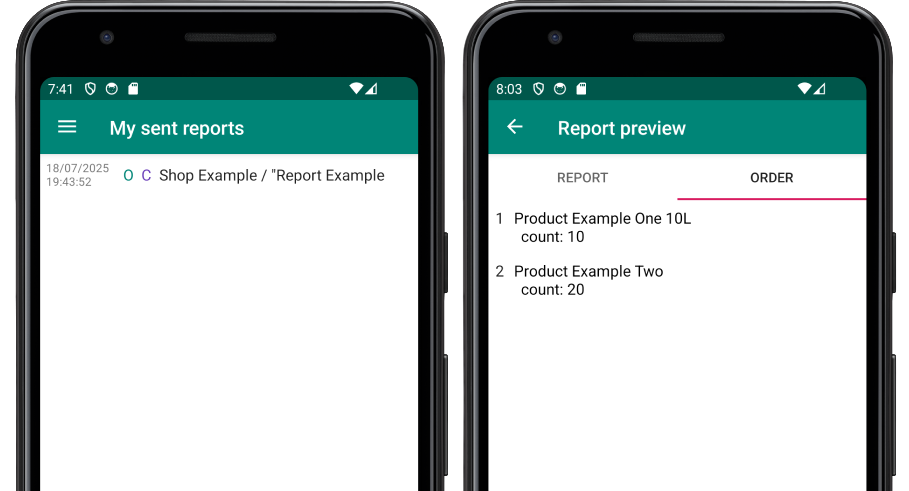 7:41
My sent reports
18/07/2025
19:43:52
O C Shop Example / "Report Example
8:03
Report preview
REPORT
ORDER
1 Product Example One 10L
count: 10
2 Product Example Two
count: 20